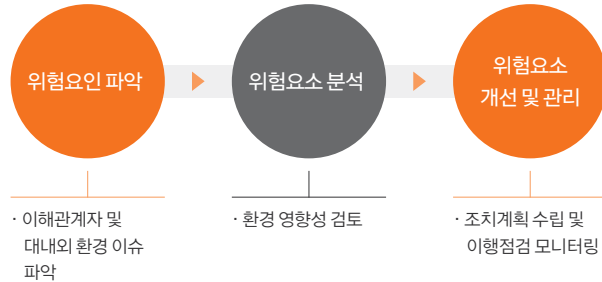 위험요인 파악
위험요소 분석
위험요소
개선 및 관리
· 이해관계자 및
대내외 환경 이슈
파악
· 환경 영향성 검토
· 조치계획 수립 및
이행점검 모니터링